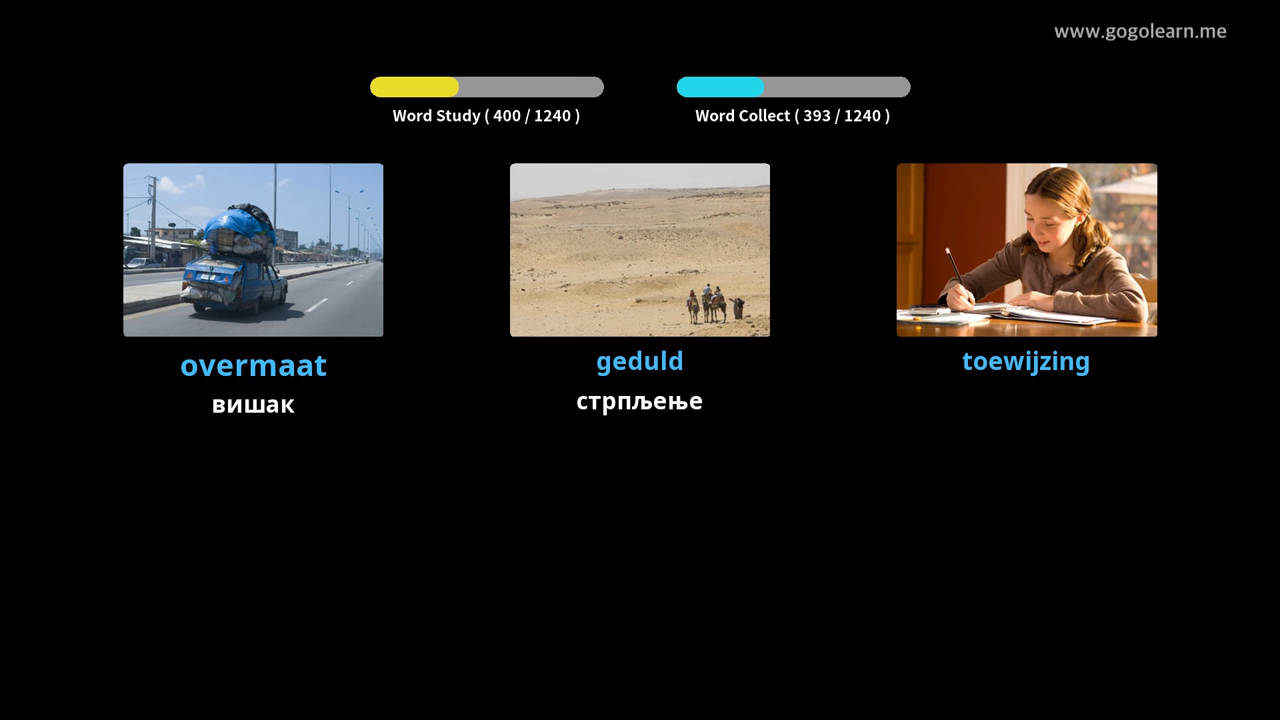 www.gogolearn.me
Word Study ( 400 / 1240 )
Word Collect ( 393 / 1240 )
overmaat
вишак
geduld
стрпљење
toewijzing